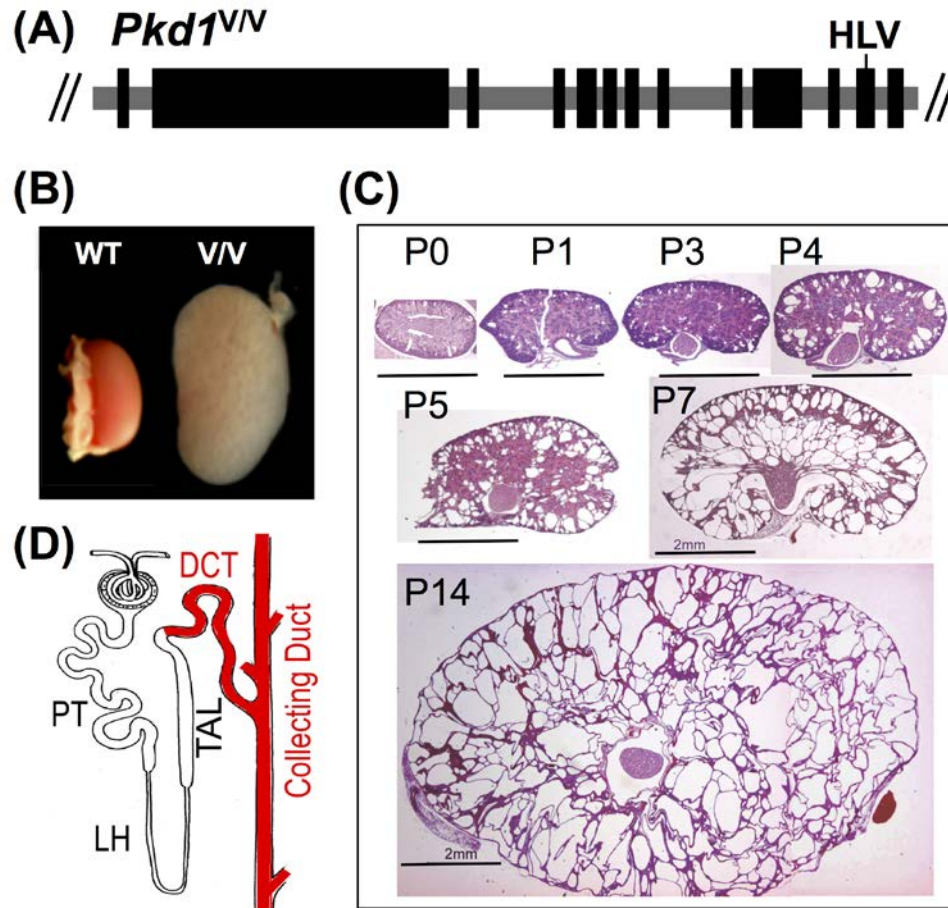 (A) Pkd1V/V HLV
// //
(B)
WT V/V
(C)
P0 P1 P3 P4
P5 P7
2mm
P14
2mm
(D)
DCT
PT
TAL
LH
Collecting Duct